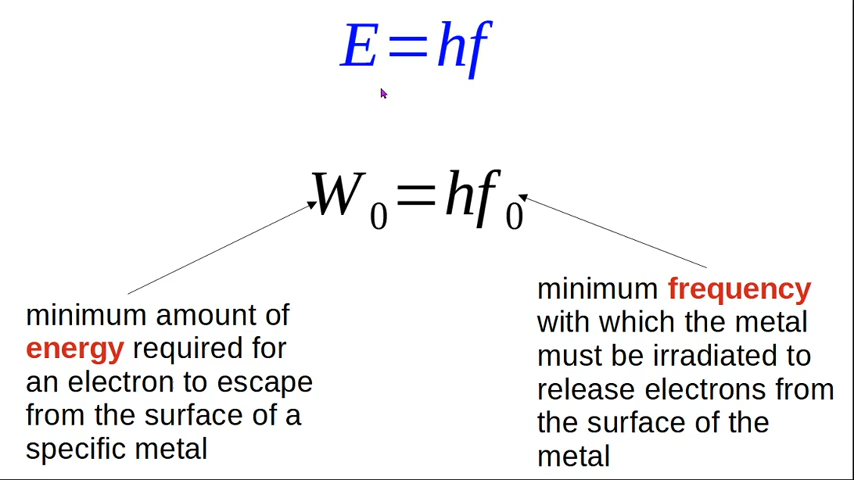 E=hf
W₀=hf₀
minimum amount of
energy required for
an electron to escape
from the surface of a
specific metal
minimum frequency
with which the metal
must be irradiated to
release electrons from
the surface of the
metal